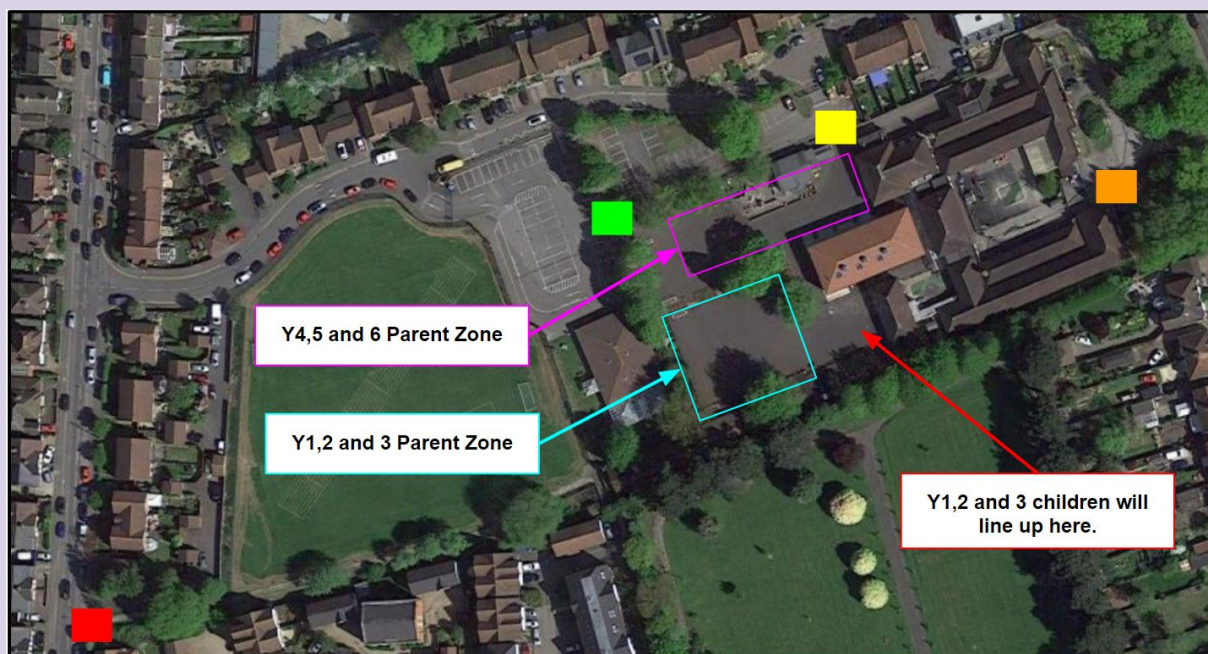 Y4,5 and 6 Parent Zone
Y1,2 and 3 Parent Zone
Y1,2 and 3 children will
line up here.